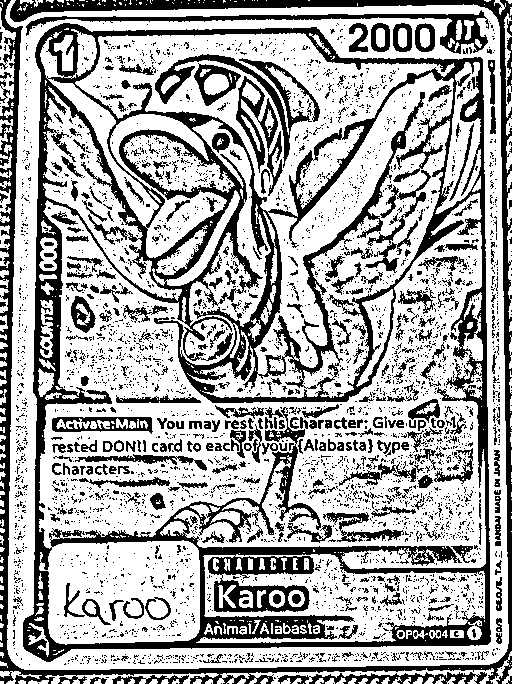 1
2000
COUNTER +1000
Activate:Main You may rest this Character: Give up to 1
rested DON!! card to each of your {Alabasta} type
Characters.
CHARACTER
Karoo
Karoo
Animal/Alabasta
OP04-004 C 1
BANDAI MADE IN JAPAN